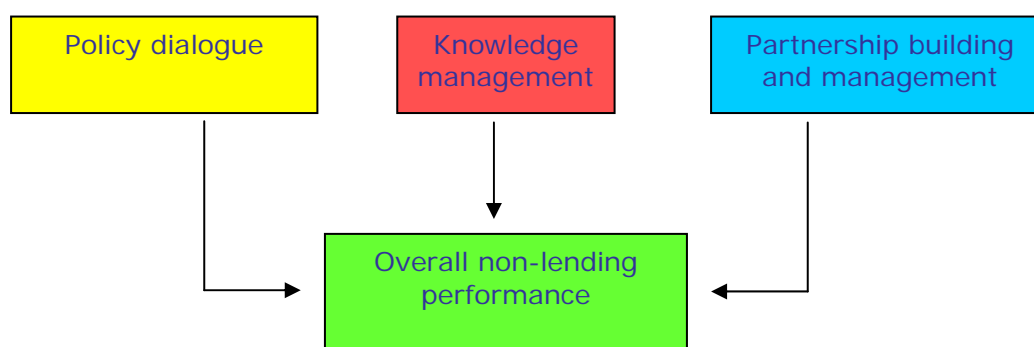 Policy dialogue
Knowledge
management
Partnership building
and management
Overall non-lending
performance